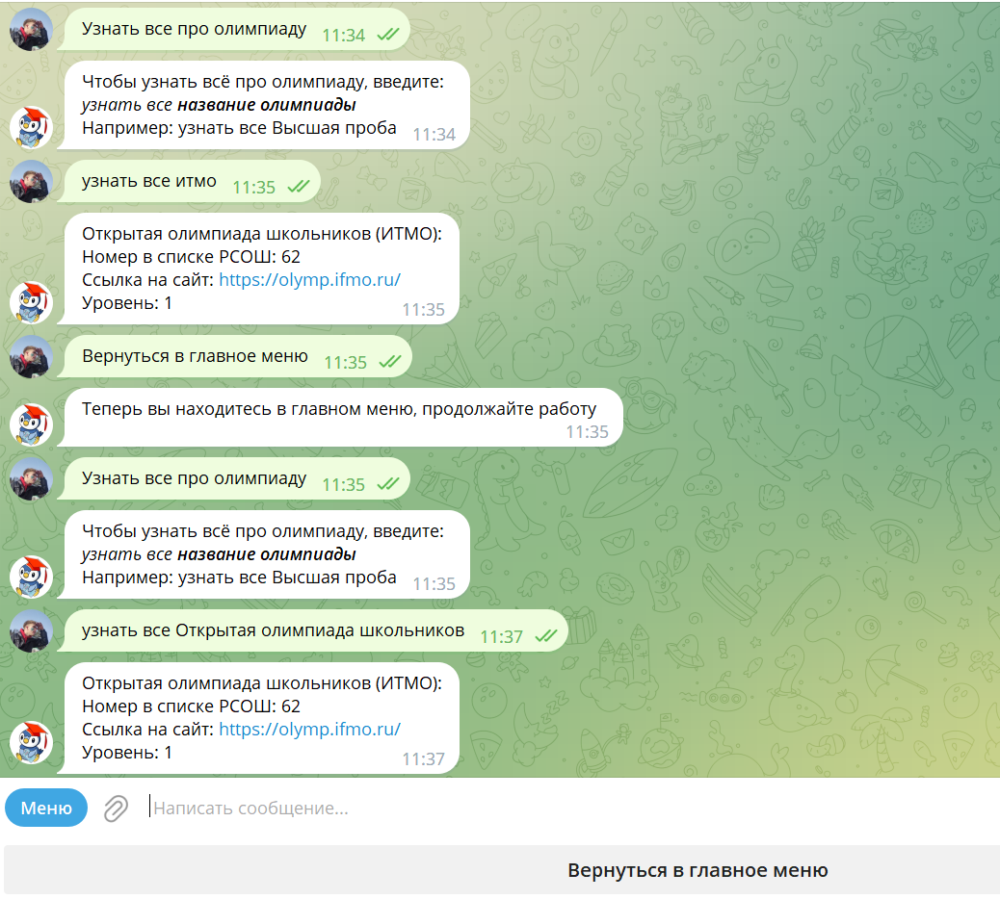 Узнать все про олимпиаду 11:34
Чтобы узнать всё про олимпиаду, введите:
узнать все название олимпиады
Например: узнать все Высшая проба 11:34
узнать все итмо 11:35
Открытая олимпиада школьников (ИТМО):
Номер в списке РСОШ: 62
Ссылка на сайт: https://olymp.ifmo.ru/
Уровень: 1 11:35
Вернуться в главное меню 11:35
Теперь вы находитесь в главном меню, продолжайте работу
11:35
Узнать все про олимпиаду 11:35
Чтобы узнать всё про олимпиаду, введите:
узнать все название олимпиады
Например: узнать все Высшая проба 11:35
узнать все Открытая олимпиада школьников 11:37
Открытая олимпиада школьников (ИТМО):
Номер в списке РСОШ: 62
Ссылка на сайт: https://olymp.ifmo.ru/
Уровень: 1 11:37
Меню Написать сообщение...
Вернуться в главное меню